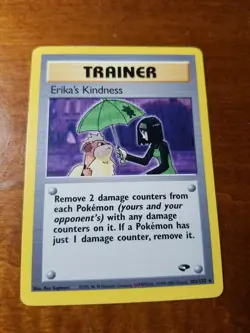 TRAINER
Erika's Kindness
Remove 2 damage counters from
each Pokémon (yours and your
opponent's) with any damage
counters on it. If a Pokémon has
just 1 damage counter, remove it.